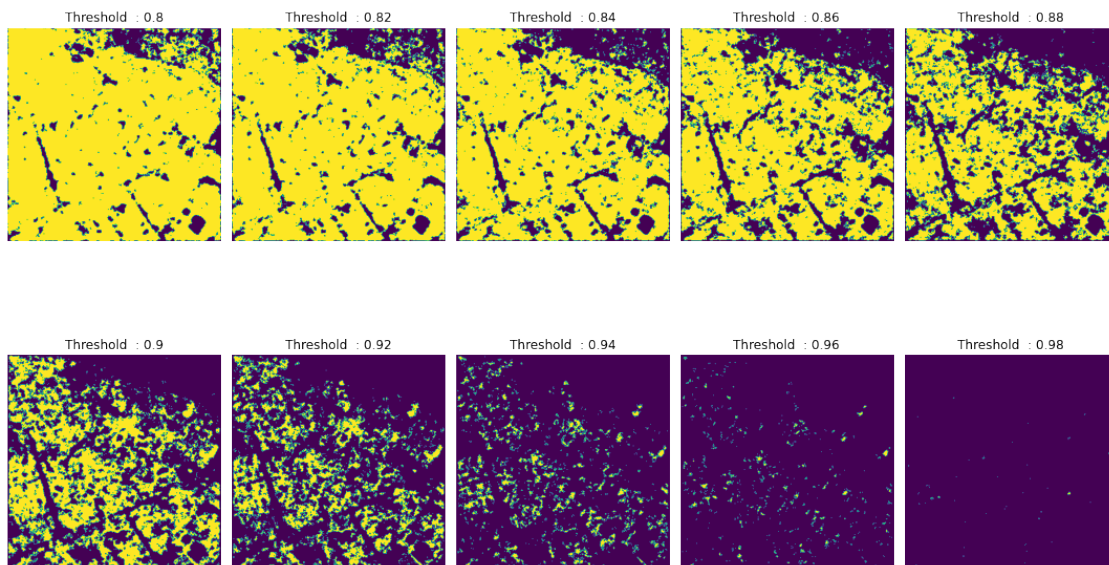 Threshold : 0.8
Threshold : 0.82
Threshold : 0.84
Threshold : 0.86
Threshold : 0.88
Threshold : 0.9
Threshold : 0.92
Threshold : 0.94
Threshold : 0.96
Threshold : 0.98